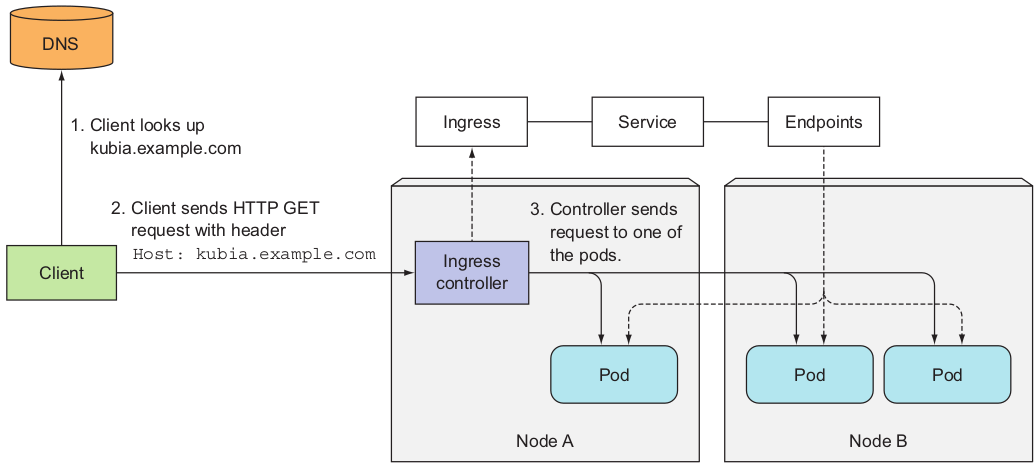 DNS
1. Client looks up
kubia.example.com
Ingress
Service
Endpoints
2. Client sends HTTP GET
request with header
Host: kubia.example.com
3. Controller sends
request to one of
the pods.
Client
Ingress
controller
Pod
Pod
Pod
Node A
Node B